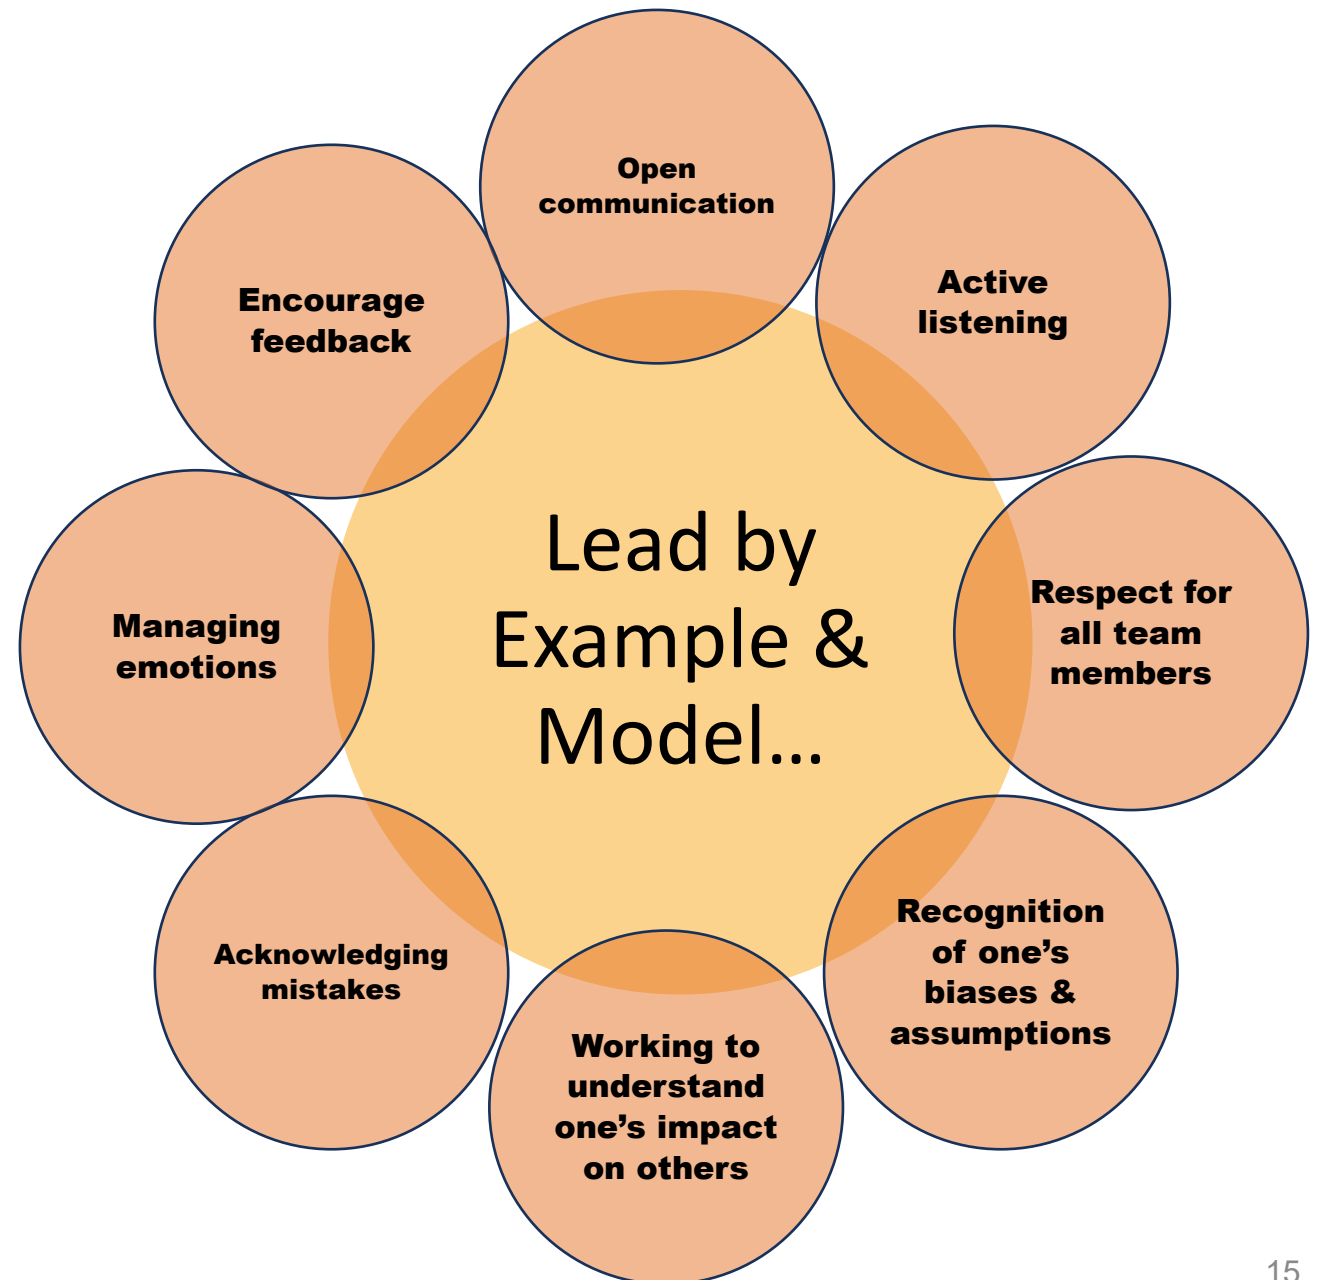 Open
communication
Active
listening
Respect for
all team
members
Recognition
of one’s
biases &
assumptions
Working to
understand
one’s impact
on others
Acknowledging
mistakes
Managing
emotions
Encourage
feedback
Lead by
Example &
Model...
15